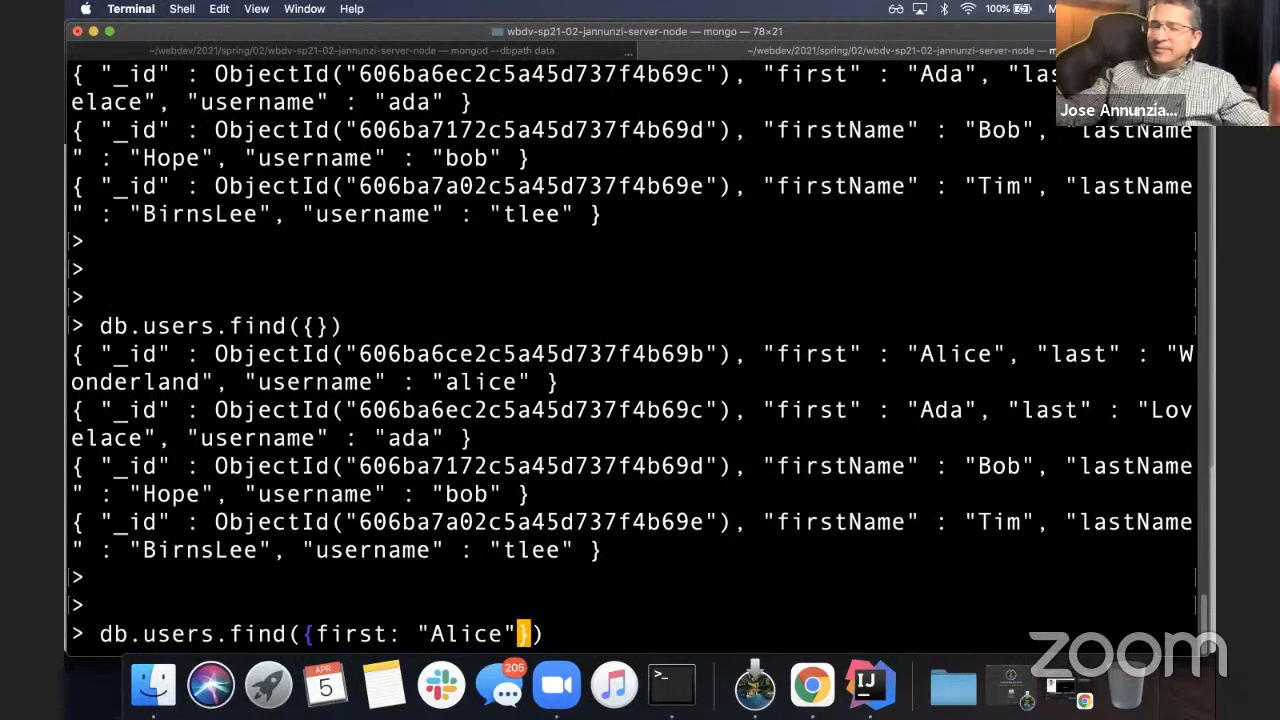 Terminal Shell Edit View Window Help 100%
wbdv-sp21-02-jannunzi-server-node — mongo — 78×21
~/webdev/2021/spring/02/wbdv-sp21-02-jannunzi-server-node — mongod --dbpath data ... ~/webdev/2021/spring/02/wbdv-sp21-02-jannunzi-server-node — mongo
{ "_id" : ObjectId("606ba6ec2c5a45d737f4b69c"), "first" : "Ada",
elace", "username" : "ada" }
{ "_id" : ObjectId("606ba7172c5a45d737f4b69d"), "firstName" : "Bob", "lastName
" : "Hope", "username" : "bob" }
{ "_id" : ObjectId("606ba7a02c5a45d737f4b69e"), "firstName" : "Tim", "lastName
" : "BirnsLee", "username" : "tlee" }
>
>
>
> db.users.find({})
{ "_id" : ObjectId("606ba6ce2c5a45d737f4b69b"), "first" : "Alice", "last" : "W
onderland", "username" : "alice" }
{ "_id" : ObjectId("606ba6ec2c5a45d737f4b69c"), "first" : "Ada", "last" : "Lov
elace", "username" : "ada" }
{ "_id" : ObjectId("606ba7172c5a45d737f4b69d"), "firstName" : "Bob", "lastName
" : "Hope", "username" : "bob" }
{ "_id" : ObjectId("606ba7a02c5a45d737f4b69e"), "firstName" : "Tim", "lastName
" : "BirnsLee", "username" : "tlee" }
>
>
> db.users.find({first: "Alice"})
Jose Annunzia...
APR
5
205
>_
IJ
zoom